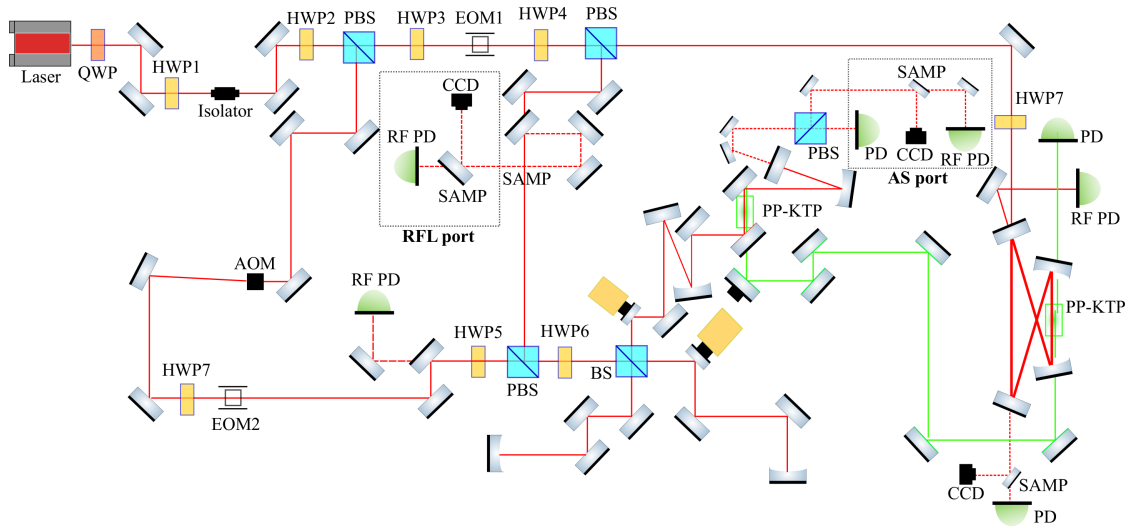 HWP2
PBS
HWP3
EOM1
HWP4
PBS
Laser
QWP
HWP1
Isolator
CCD
RF PD
SAMP
SAMP
RFL port
SAMP
PBS
PD
CCD
RF PD
AS port
HWP7
PD
RF PD
PP-KTP
AOM
RF PD
PP-KTP
HWP5
HWP6
PBS
BS
HWP7
EOM2
CCD
SAMP
PD